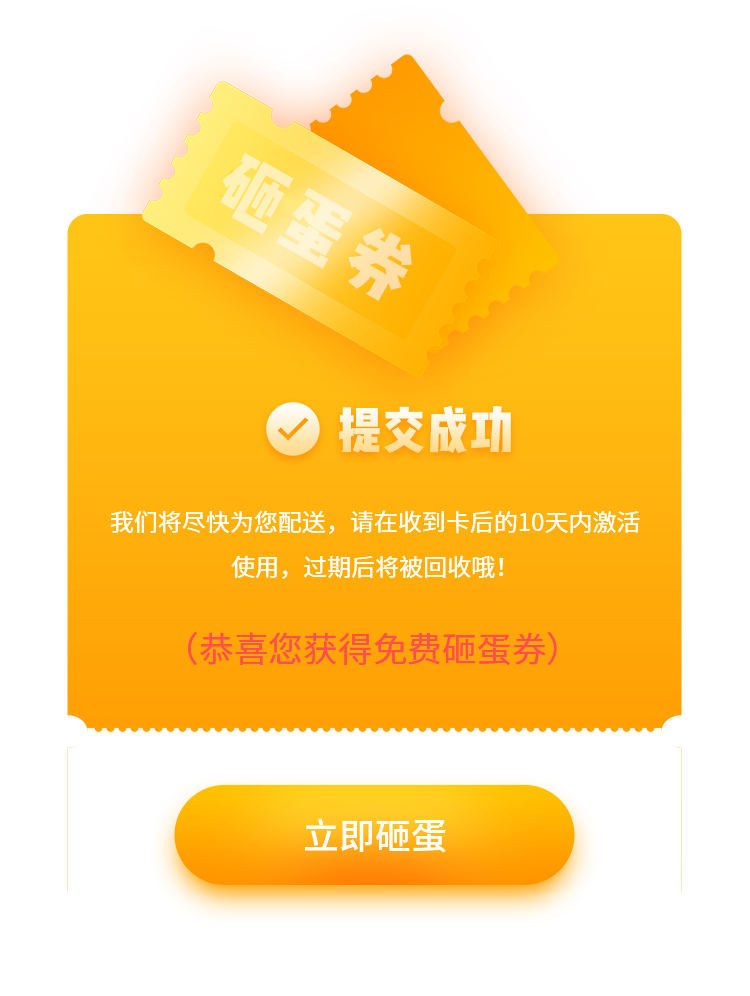 砸蛋券
提交成功
我们将尽快为您配送，请在收到卡后的10天内激活
使用，过期后将被回收哦！
（恭喜您获得免费砸蛋券）
立即砸蛋